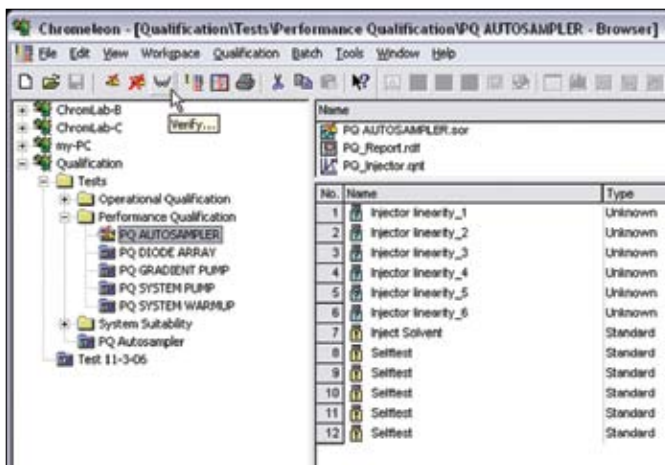 Chromeleon - [Qualification\Tests\Performance Qualification\PQ AUTOSAMPLER - Browser]
File Edit View Workspace Qualification Batch Tools Window Help
Verify...
ChromLab-B
ChromLab-C
my-PC
Qualification
Tests
Operational Qualification
Performance Qualification
PQ AUTOSAMPLER
PQ DIODE ARRAY
PQ GRADIENT PUMP
PQ SYSTEM PUMP
PQ SYSTEM WARMUP
System Suitability
PQ Autosampler
Test 11-3-06
Name
PQ AUTOSAMPLER.sor
PQ_Report.rdf
PQ_Injector.qnt
No. Name Type
1 Injector linearity_1 Unknown
2 Injector linearity_2 Unknown
3 Injector linearity_3 Unknown
4 Injector linearity_4 Unknown
5 Injector linearity_5 Unknown
6 Injector linearity_6 Unknown
7 Inject Solvent Standard
8 Selftest Standard
9 Selftest Standard
10 Selftest Standard
11 Selftest Standard
12 Selftest Standard